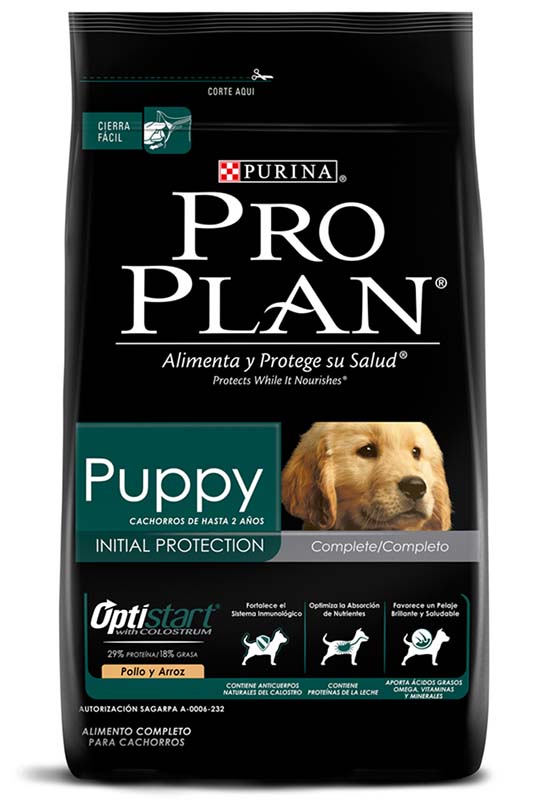 CORTE AQUI
CIERRA
FÁCIL
PURINA®
PRO
PLAN®
Alimenta y Protege su Salud®
Protects While It Nourishes®
Puppy
CACHORROS DE HASTA 2 AÑOS
INITIAL PROTECTION
Complete/Completo
Optistart®
with COLOSTRUM
29% PROTEÍNA/18% GRASA
Pollo y Arroz
Fortalece el
Sistema Inmunológico
CONTIENE ANTICUERPOS
NATURALES DEL CALOSTRO
Optimiza la Absorción
de Nutrientes
CONTIENE
PROTEÍNAS DE LA LECHE
Favorece un Pelaje
Brillante y Saludable
APORTA ÁCIDOS GRASOS
OMEGA, VITAMINAS
Y MINERALES
AUTORIZACIÓN SAGARPA A-0006-232
ALIMENTO COMPLETO
PARA CACHORROS